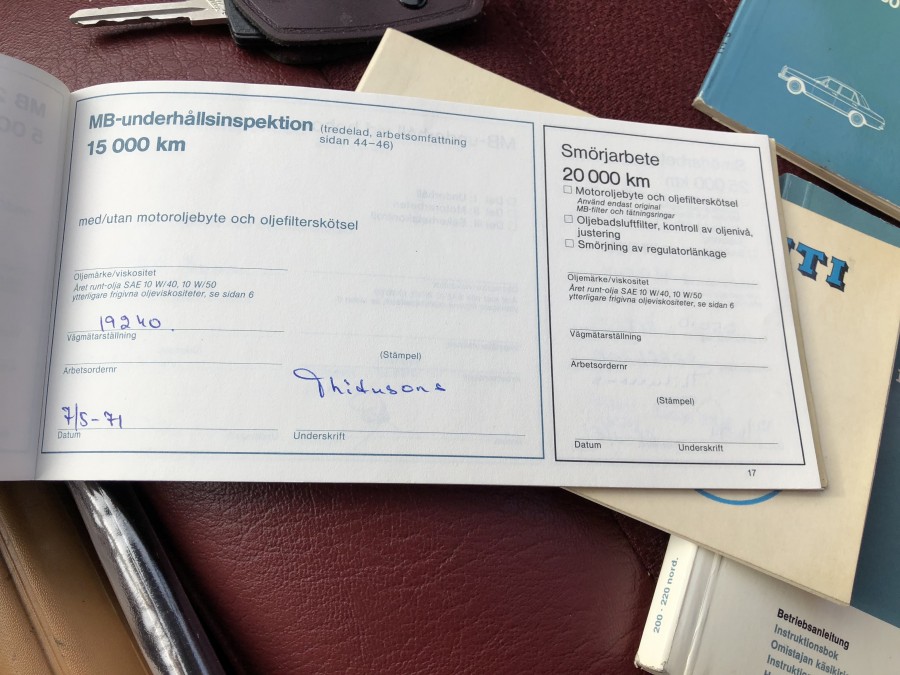 MB-underhållsinspektion (tredelad, arbetsomfattning
sidan 44–46)
15 000 km
med/utan motoroljebyte och oljefilterskötsel
Oljemärke/viskositet
Året runt-olja SAE 10 W/40, 10 W/50
ytterligare frigivna oljeviskositeter, se sidan 6
19240.
Vägmätarställning
Arbetsordernr
7/5-71
Datum
(Stämpel)
Underskrift
Smörjarbete
20 000 km
Motoroljebyte och oljefilterskötsel
Använd endast original
MB-filter och tätningsringar
Oljebadsluftfilter, kontroll av oljenivå,
justering
Smörjning av regulatorlänkage
Oljemärke/viskositet
Året runt-olja SAE 10 W/40, 10 W/50
ytterligare frigivna oljeviskositeter, se sidan 6
Vägmätarställning
Arbetsordernr
(Stämpel)
Datum
Underskrift
17
TI
200 · 220 nord.
Betriebsanleitung
Instruktionsbok
Omistajan käsikirj
Instruktion